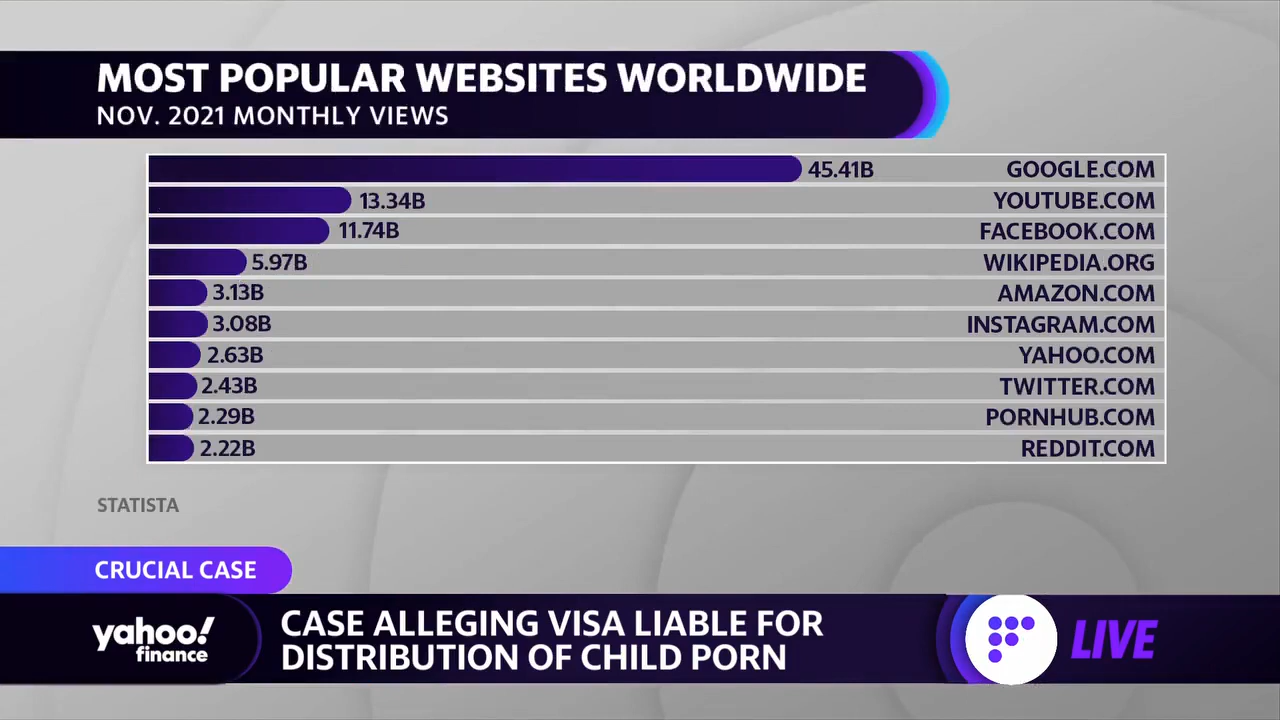 MOST POPULAR WEBSITES WORLDWIDE
NOV. 2021 MONTHLY VIEWS
45.41B GOOGLE.COM
13.34B YOUTUBE.COM
11.74B FACEBOOK.COM
5.97B WIKIPEDIA.ORG
3.13B AMAZON.COM
3.08B INSTAGRAM.COM
2.63B YAHOO.COM
2.43B TWITTER.COM
2.29B PORNHUB.COM
2.22B REDDIT.COM
STATISTA
CRUCIAL CASE
yahoo!
finance
CASE ALLEGING VISA LIABLE FOR
DISTRIBUTION OF CHILD PORN
LIVE